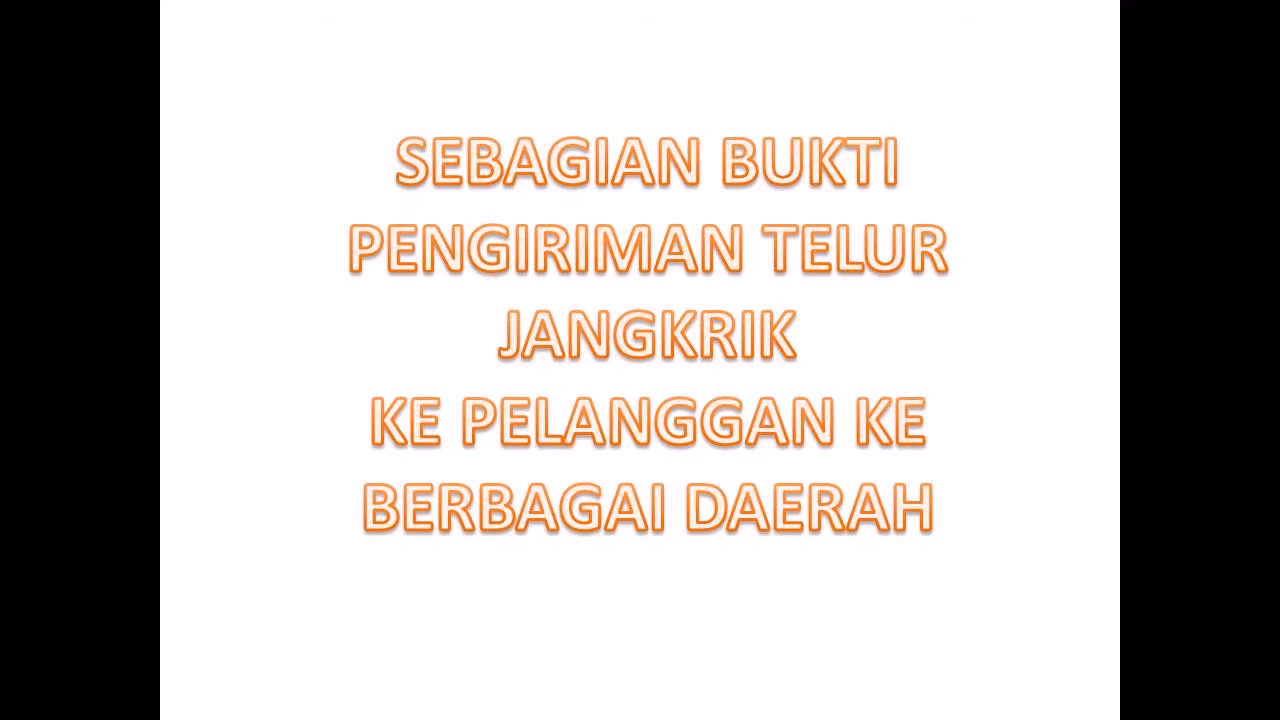 SEBAGIAN BUKTI
PENGIRIMAN TELUR
JANGKRIK
KE PELANGGAN KE
BERBAGAI DAERAH